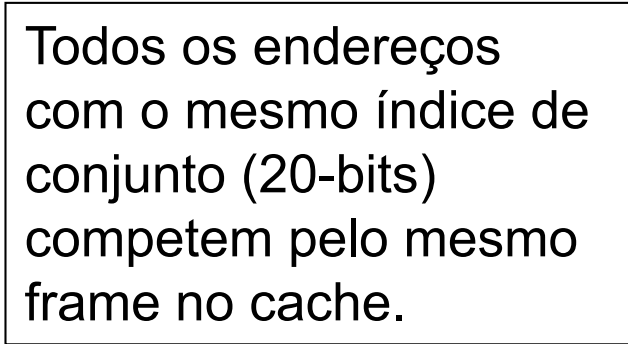 Todos os endereços
com o mesmo índice de
conjunto (20-bits)
competem pelo mesmo
frame no cache.